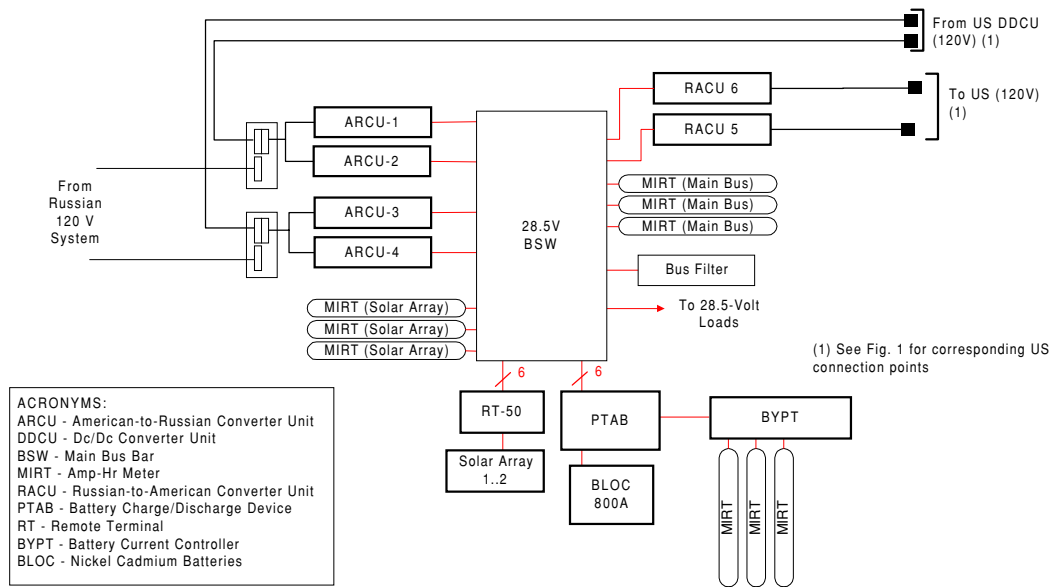 From US DDCU
(120V) (1)
To US (120V)
(1)
RACU 6
RACU 5
ARCU-1
ARCU-2
ARCU-3
ARCU-4
From
Russian
120 V
System
28.5V
BSW
MIRT (Main Bus)
MIRT (Main Bus)
MIRT (Main Bus)
Bus Filter
To 28.5-Volt
Loads
MIRT (Solar Array)
MIRT (Solar Array)
MIRT (Solar Array)
(1) See Fig. 1 for corresponding US
connection points
6
6
RT-50
PTAB
BYPT
Solar Array
1..2
BLOC
800A
MIRT
MIRT
MIRT
ACRONYMS:
ARCU - American-to-Russian Converter Unit
DDCU - Dc/Dc Converter Unit
BSW - Main Bus Bar
MIRT - Amp-Hr Meter
RACU - Russian-to-American Converter Unit
PTAB - Battery Charge/Discharge Device
RT - Remote Terminal
BYPT - Battery Current Controller
BLOC - Nickel Cadmium Batteries